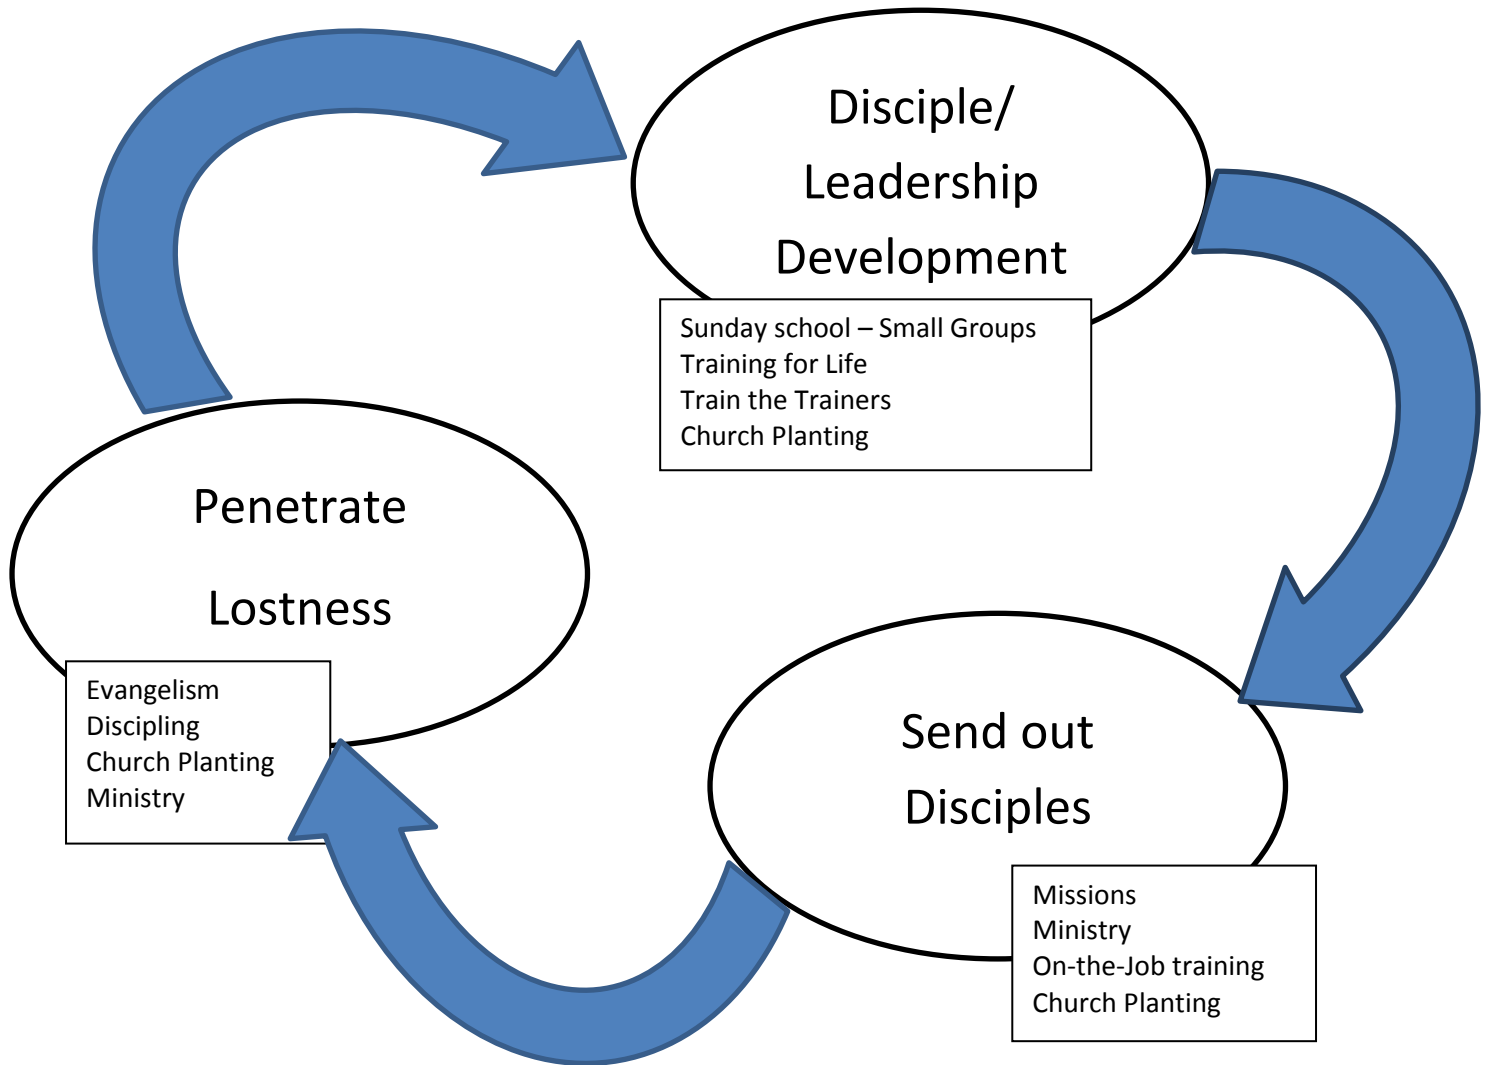 Disciple/
Leadership
Development
Sunday school – Small Groups
Training for Life
Train the Trainers
Church Planting
Penetrate
Lostness
Evangelism
Discipling
Church Planting
Ministry
Send out
Disciples
Missions
Ministry
On-the-Job training
Church Planting